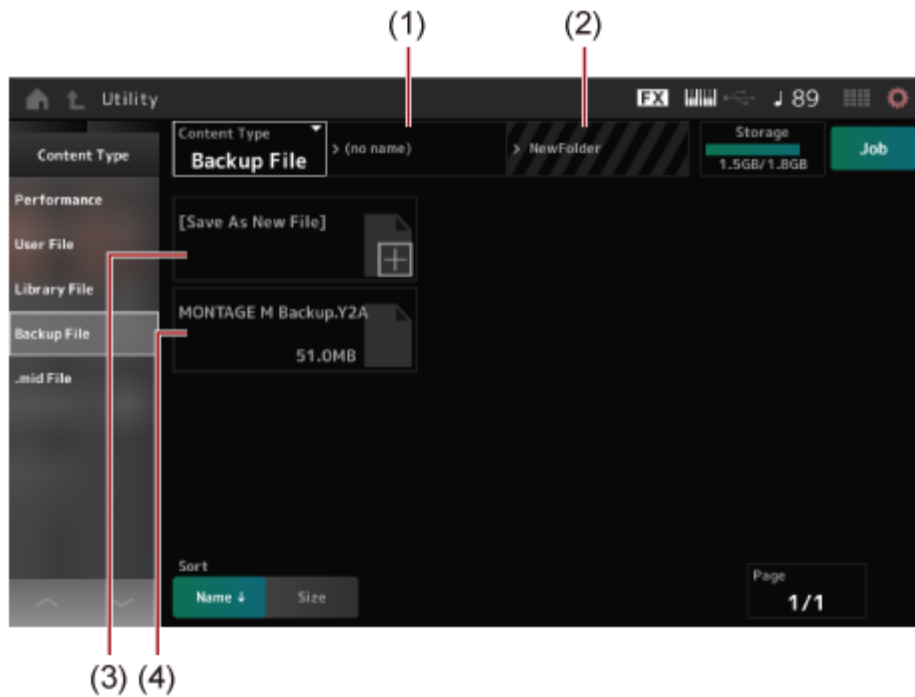 (1) (2)
Utility FX ♩ 89
Content Type
Performance
User File
Library File
Backup File
.mid File
Content Type
Backup File
> (no name)
> NewFolder
Storage
1.5GB/1.8GB
Job
[Save As New File]
MONTAGE M Backup.Y2A
51.0MB
Sort
Name ↓ Size
Page
1/1
(3) (4)